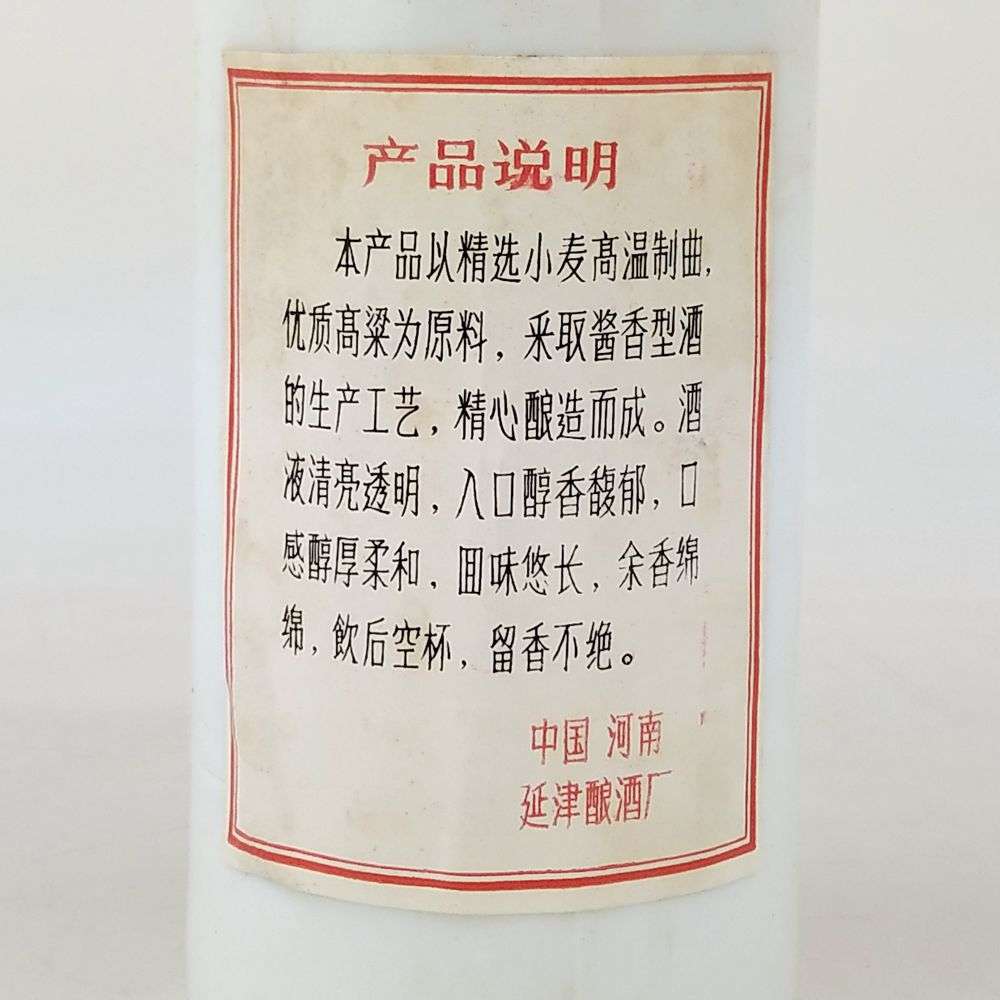 产品说明
本产品以精选小麦高温制曲,
优质高粱为原料，采取酱香型酒
的生产工艺，精心酿造而成。酒
液清亮透明，入口醇香馥郁，口
感醇厚柔和，回味悠长，余香绵
绵，飲后空杯，留香不绝。
中国 河南
延津酿酒厂